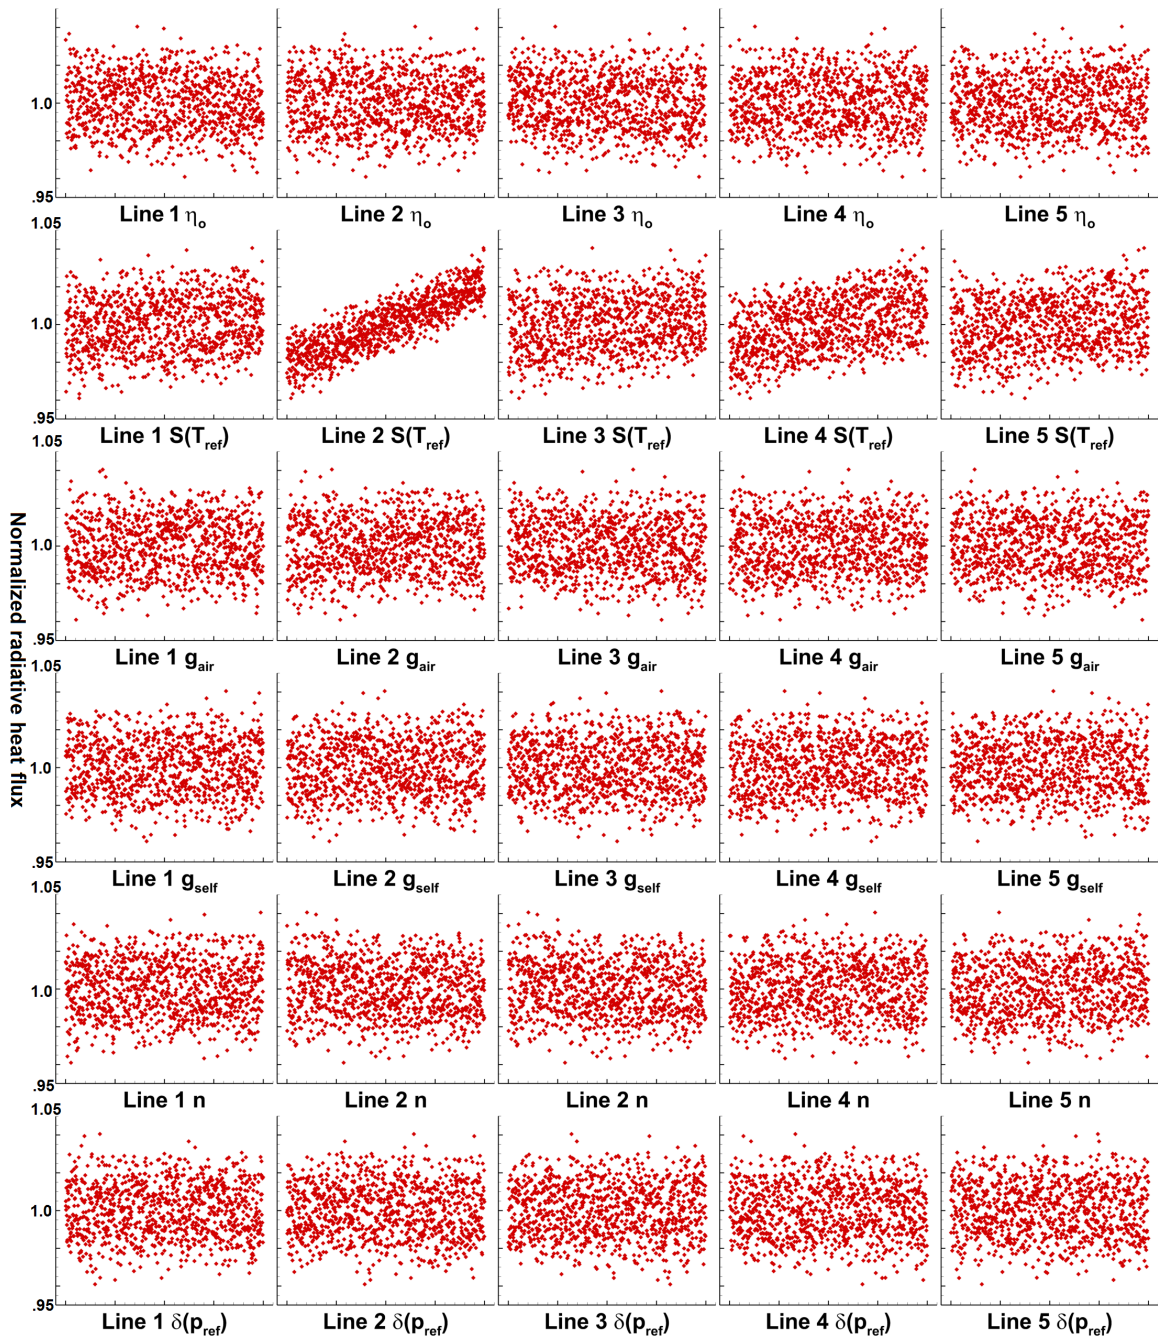 Normalized radiative heat flux
1.0
.95
Line 1 ηo
Line 2 ηo
Line 3 ηo
Line 4 ηo
Line 5 ηo
1.05
1.0
.95
Line 1 S(Tref)
Line 2 S(Tref)
Line 3 S(Tref)
Line 4 S(Tref)
Line 5 S(Tref)
1.05
1.0
.95
Line 1 gair
Line 2 gair
Line 3 gair
Line 4 gair
Line 5 gair
1.05
1.0
.95
Line 1 gself
Line 2 gself
Line 3 gself
Line 4 gself
Line 5 gself
1.05
1.0
.95
Line 1 n
Line 2 n
Line 2 n
Line 4 n
Line 5 n
1.05
1.0
.95
Line 1 δ(pref)
Line 2 δ(pref)
Line 3 δ(pref)
Line 4 δ(pref)
Line 5 δ(pref)